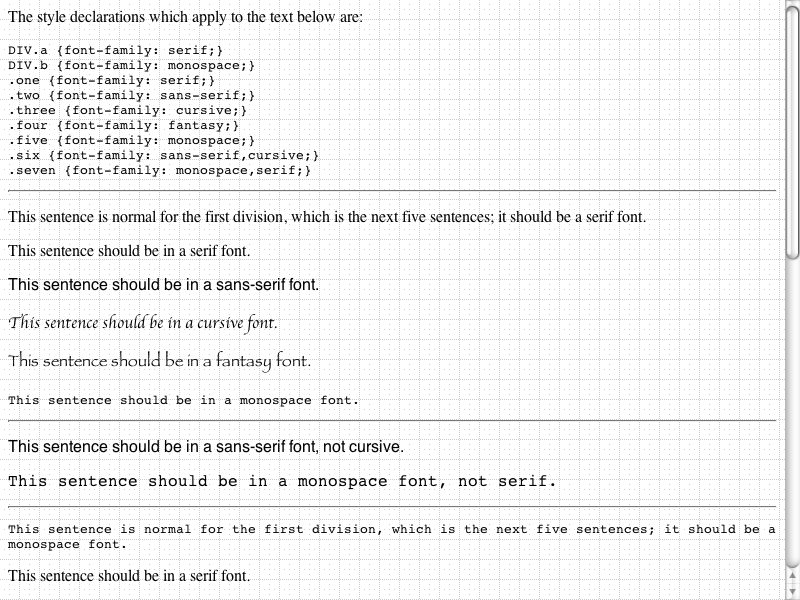 The style declarations which apply to the text below are:
DIV.a {font-family: serif;}
DIV.b {font-family: monospace;}
.one {font-family: serif;}
.two {font-family: sans-serif;}
.three {font-family: cursive;}
.four {font-family: fantasy;}
.five {font-family: monospace;}
.six {font-family: sans-serif,cursive;}
.seven {font-family: monospace,serif;}
This sentence is normal for the first division, which is the next five sentences; it should be a serif font.
This sentence should be in a serif font.
This sentence should be in a sans-serif font.
This sentence should be in a cursive font.
This sentence should be in a fantasy font.
This sentence should be in a monospace font.
This sentence should be in a sans-serif font, not cursive.
This sentence should be in a monospace font, not serif.
This sentence is normal for the first division, which is the next five sentences; it should be a
monospace font.
This sentence should be in a serif font.